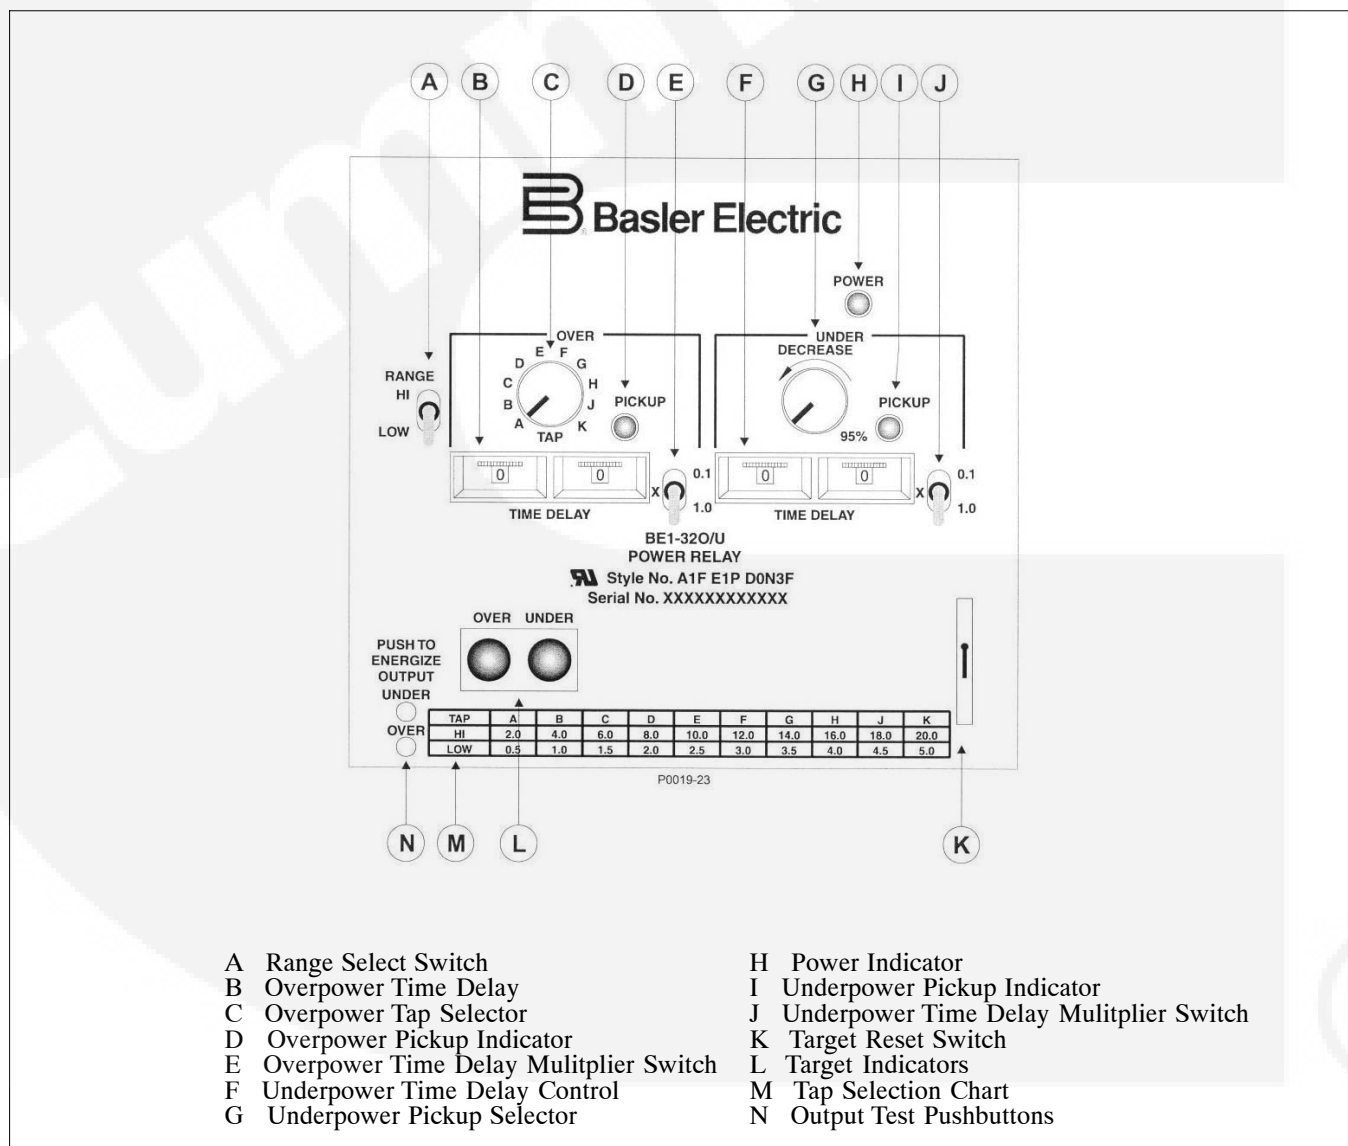 A B C D E F G H I J
Basler Electric
POWER
OVER
UNDER
DECREASE
RANGE
HI
LOW
A B C D E F G H J K
TAP
PICKUP
PICKUP
95%
0 0
X
0.1
1.0
0 0
X
0.1
1.0
TIME DELAY
TIME DELAY
BE1-32O/U
POWER RELAY
Style No. A1F E1P D0N3F
Serial No. XXXXXXXXXXXX
OVER UNDER
PUSH TO
ENERGIZE
OUTPUT
UNDER
OVER
TAP A B C D E F G H J K
HI 2.0 4.0 6.0 8.0 10.0 12.0 14.0 16.0 18.0 20.0
LOW 0.5 1.0 1.5 2.0 2.5 3.0 3.5 4.0 4.5 5.0
P0019-23
N M L K
A Range Select Switch
B Overpower Time Delay
C Overpower Tap Selector
D Overpower Pickup Indicator
E Overpower Time Delay Mulitplier Switch
F Underpower Time Delay Control
G Underpower Pickup Selector
H Power Indicator
I Underpower Pickup Indicator
J Underpower Time Delay Mulitplier Switch
K Target Reset Switch
L Target Indicators
M Tap Selection Chart
N Output Test Pushbuttons